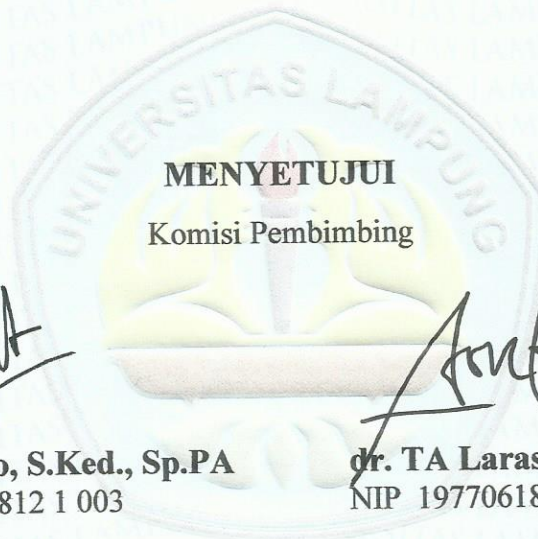 UNIVERSITAS LAMPUNG
MENYETUJUI
Komisi Pembimbing
S.Ked., Sp.PA
dr. TA Laras
812 1 003
NIP 19770618